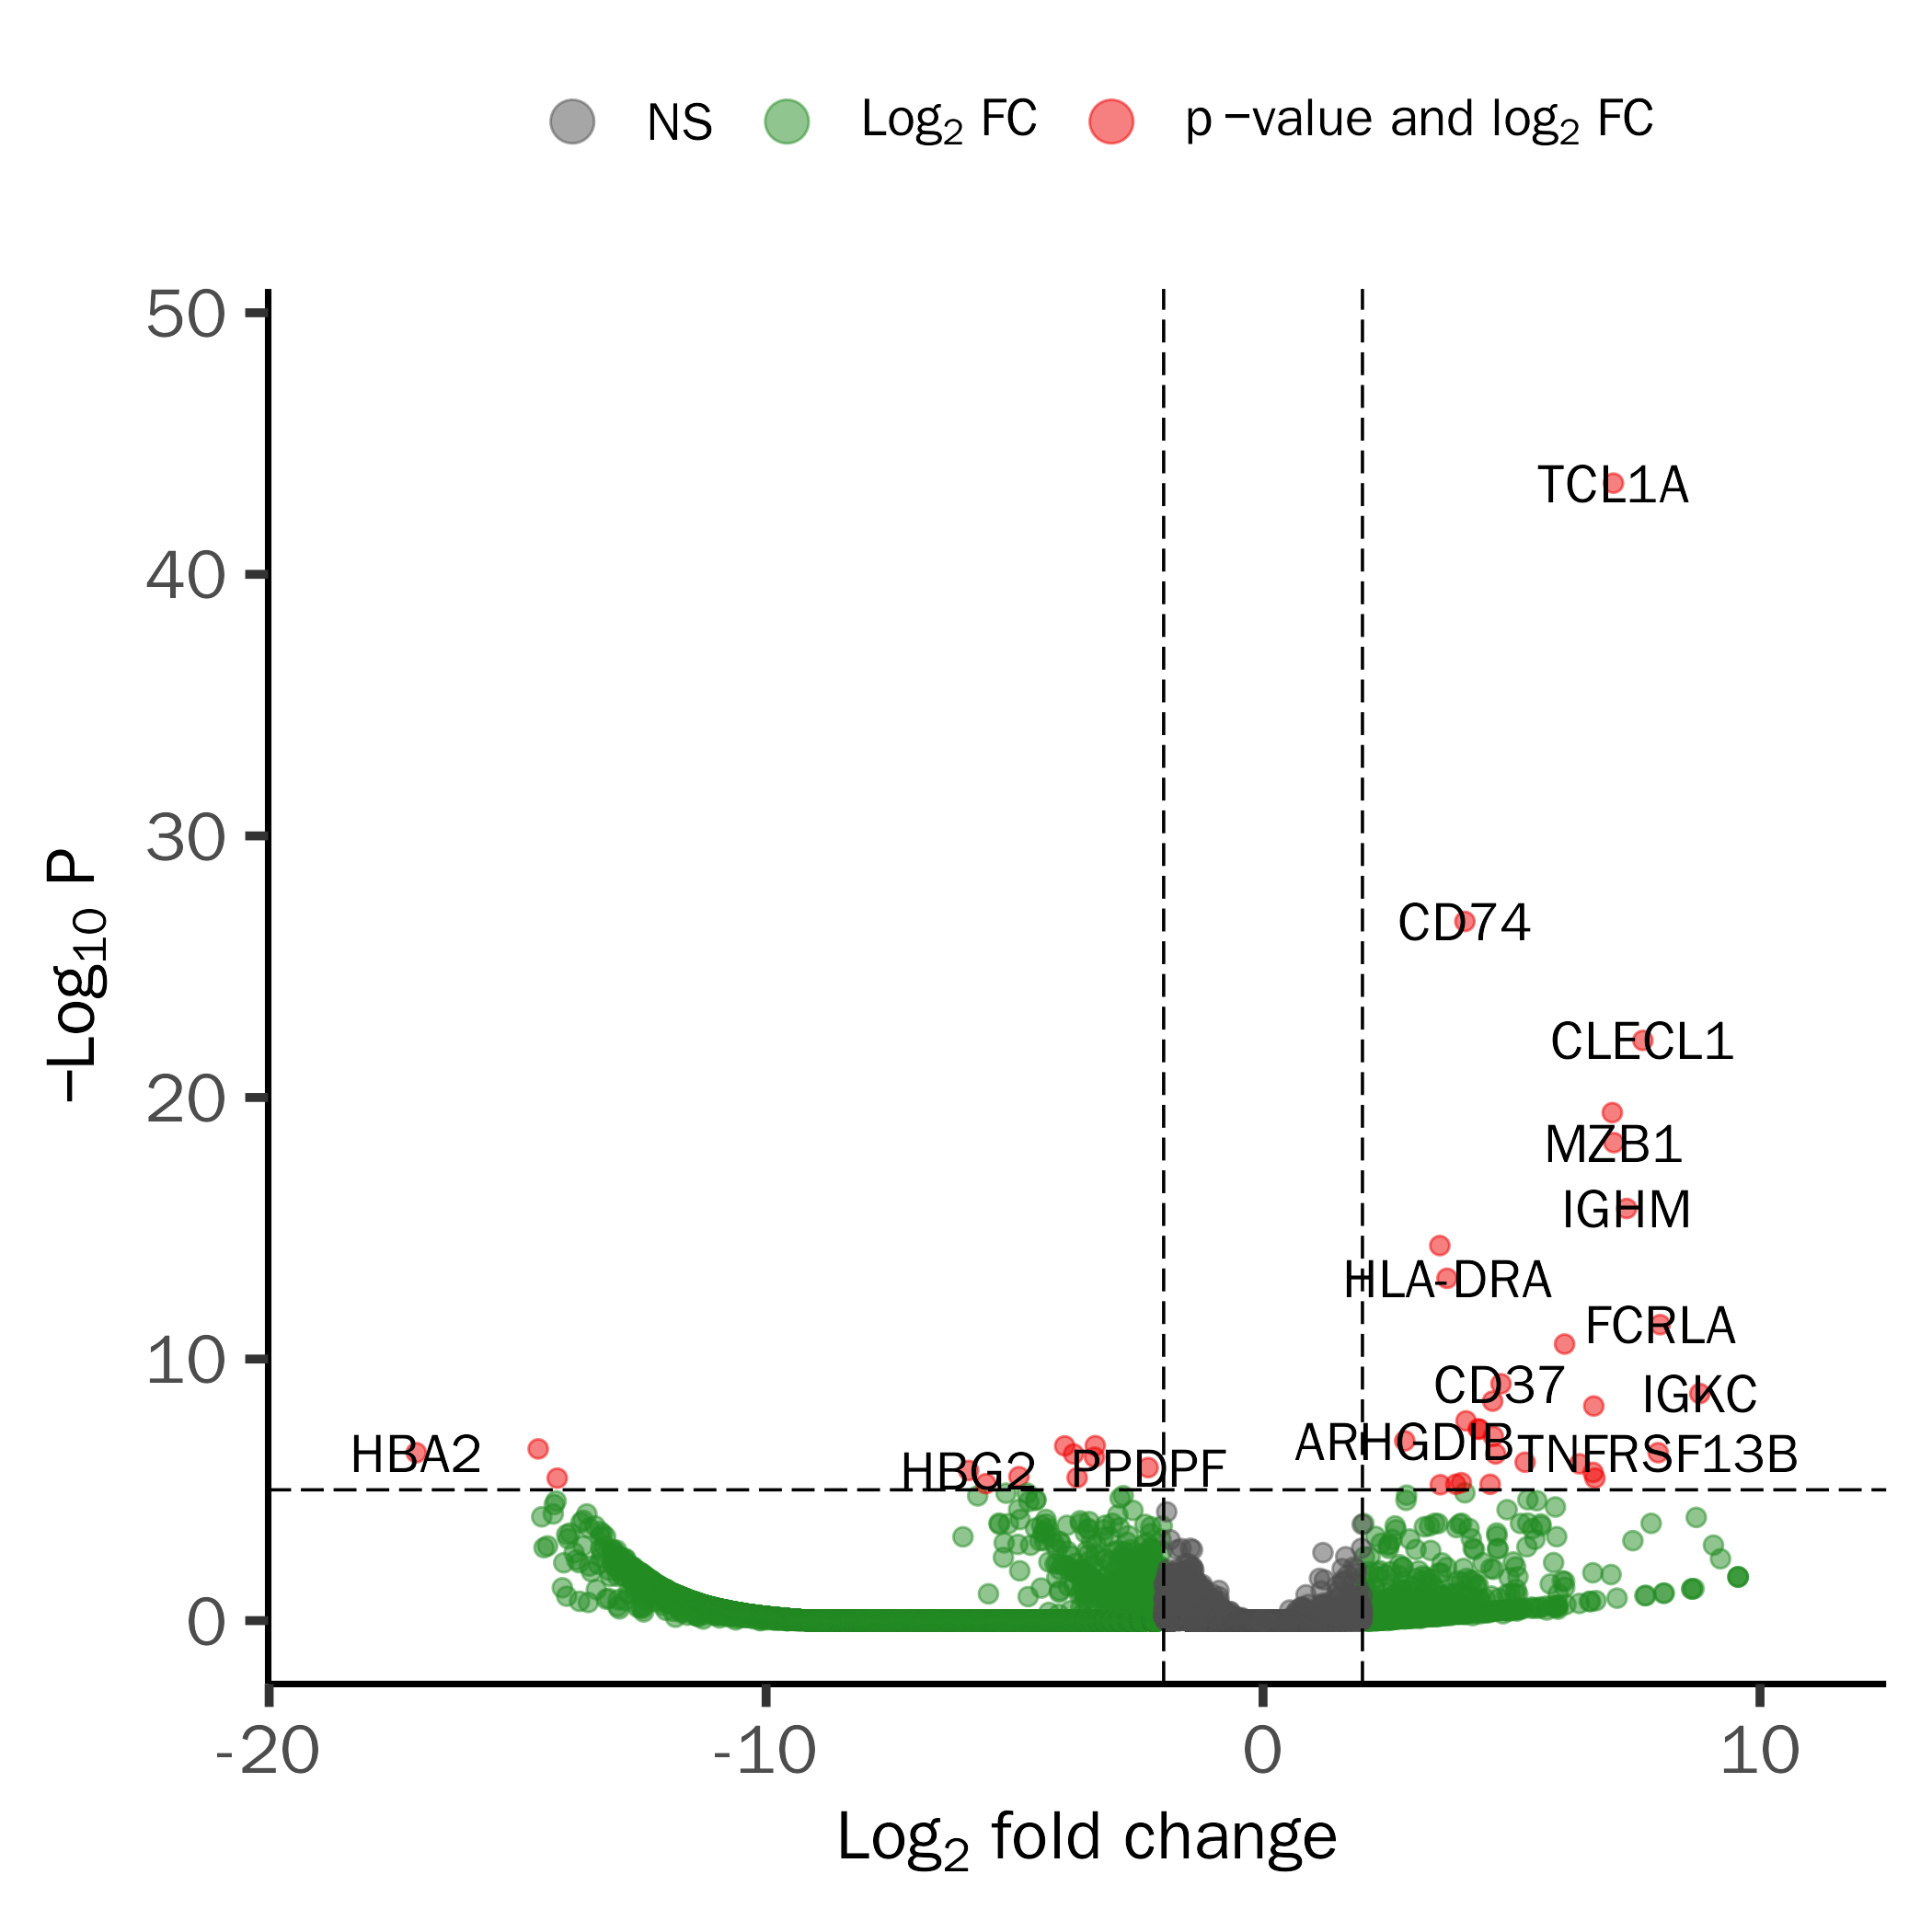 NS Log₂ FC p −value and log₂ FC
50
40
30
20
10
0
−Log₁₀ P
TCL1A
CD74
CLECL1
MZB1
IGHM
HLA-DRA
FCRLA
CD37
IGKC
ARHGDIB
TNFRSF13B
HBA2
HBG2
PPDPF
-20 -10 0 10
Log₂ fold change